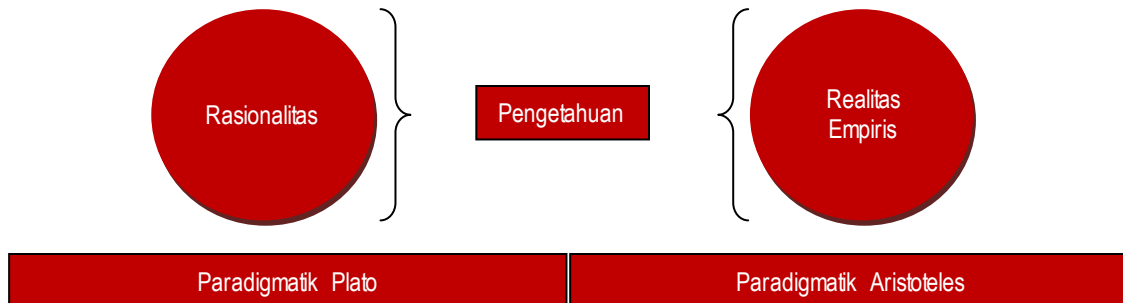 Rasionalitas
Pengetahuan
Realitas
Empiris
Paradigmatik Plato
Paradigmatik Aristoteles